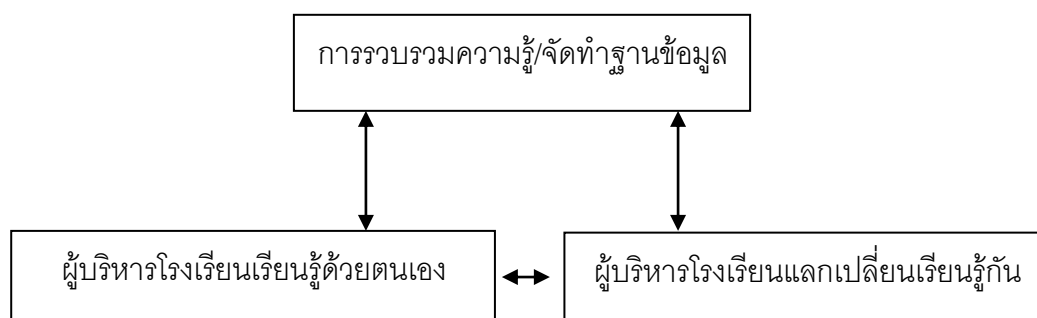 การรวบรวมความรู้/จัดทำฐานข้อมูล
ผู้บริหารโรงเรียนเรียนรู้ด้วยตนเอง
ผู้บริหารโรงเรียนแลกเปลี่ยนเรียนรู้กัน